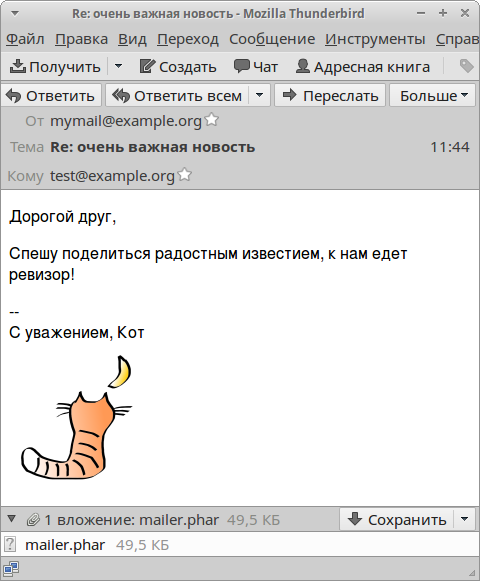 Re: очень важная новость - Mozilla Thunderbird
Файл Правка Вид Переход Сообщение Инструменты Справ
Получить Создать Чат Адресная книга
Ответить Ответить всем Переслать Больше
От mymail@example.org
Тема Re: очень важная новость 11:44
Кому test@example.org
Дорогой друг,
Спешу поделиться радостным известием, к нам едет
ревизор!
--
С уважением, Кот
1 вложение: mailer.phar 49,5 КБ Сохранить
mailer.phar 49,5 КБ